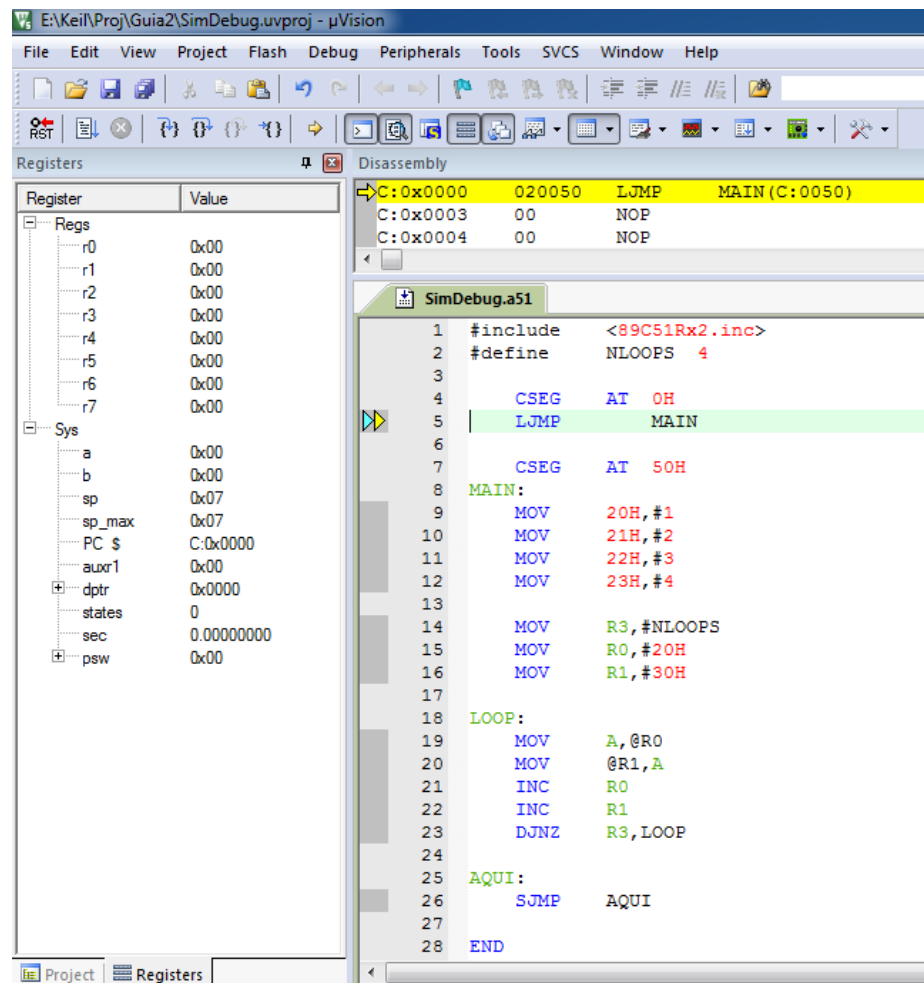 E:\Keil\Proj\Guia2\SimDebug.uvproj - µVision
File Edit View Project Flash Debug Peripherals Tools SVCS Window Help
RST
Registers
Register Value
Regs
r0 0x00
r1 0x00
r2 0x00
r3 0x00
r4 0x00
r5 0x00
r6 0x00
r7 0x00
Sys
a 0x00
b 0x00
sp 0x07
sp_max 0x07
PC $ C:0x0000
auxr1 0x00
dptr 0x0000
states 0
sec 0.00000000
psw 0x00
Project Registers
Disassembly
C:0x0000 020050 LJMP MAIN(C:0050)
C:0x0003 00 NOP
C:0x0004 00 NOP
SimDebug.a51
1 #include <89C51Rx2.inc>
2 #define NLOOPS 4
3
4 CSEG AT 0H
5 LJMP MAIN
6
7 CSEG AT 50H
8 MAIN:
9 MOV 20H,#1
10 MOV 21H,#2
11 MOV 22H,#3
12 MOV 23H,#4
13
14 MOV R3,#NLOOPS
15 MOV R0,#20H
16 MOV R1,#30H
17
18 LOOP:
19 MOV A,@R0
20 MOV @R1,A
21 INC R0
22 INC R1
23 DJNZ R3,LOOP
24
25 AQUI:
26 SJMP AQUI
27
28 END